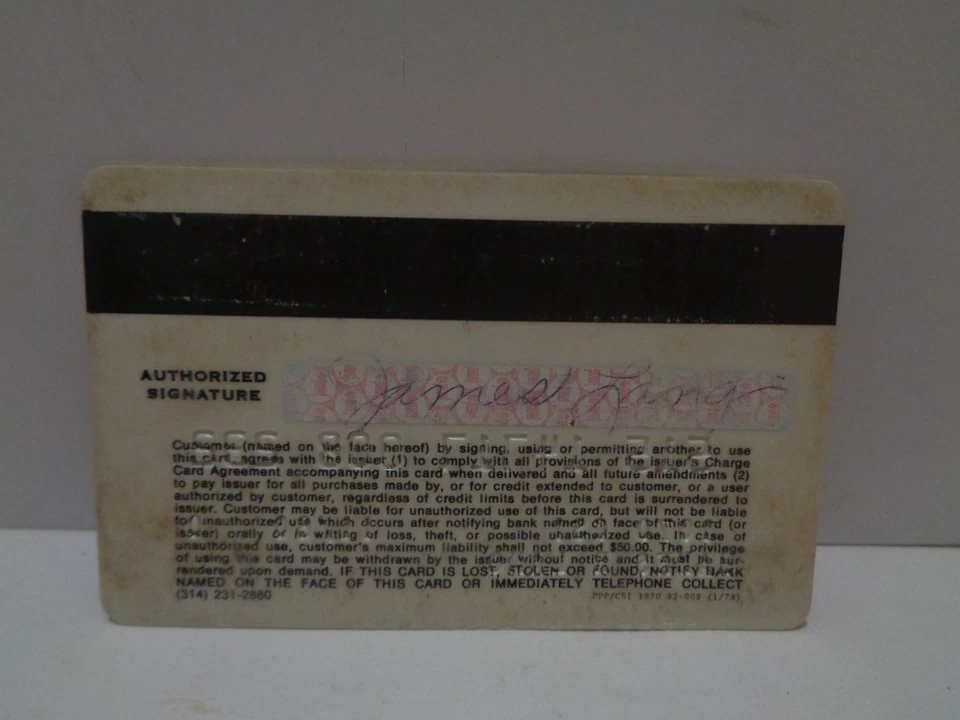 AUTHORIZED
SIGNATURE
James Lang
Customer (named on the face hereof) by signing, using or permitting another to use
this card, agrees with the issuer (1) to comply with all provisions of the issuer's Charge
Card Agreement accompanying this card when delivered and all future amendments (2)
to pay issuer for all purchases made by, or for credit extended to customer, or a user
authorized by customer, regardless of credit limits before this card is surrendered to
issuer. Customer may be liable for unauthorized use of this card, but will not be liable
for unauthorized use which occurs after notifying bank named on face of this card (or
issuer) orally or in writing of loss, theft, or possible unauthorized use. In case of
unauthorized use, customer's maximum liability shall not exceed $50.00. The privilege
of using this card may be withdrawn by the issuer without notice and it must be sur-
rendered upon demand. IF THIS CARD IS LOST, STOLEN OR FOUND, NOTIFY BANK
NAMED ON THE FACE OF THIS CARD OR IMMEDIATELY TELEPHONE COLLECT
(314) 231-2880
PPP/CSI 1070 82-003 (1/78)